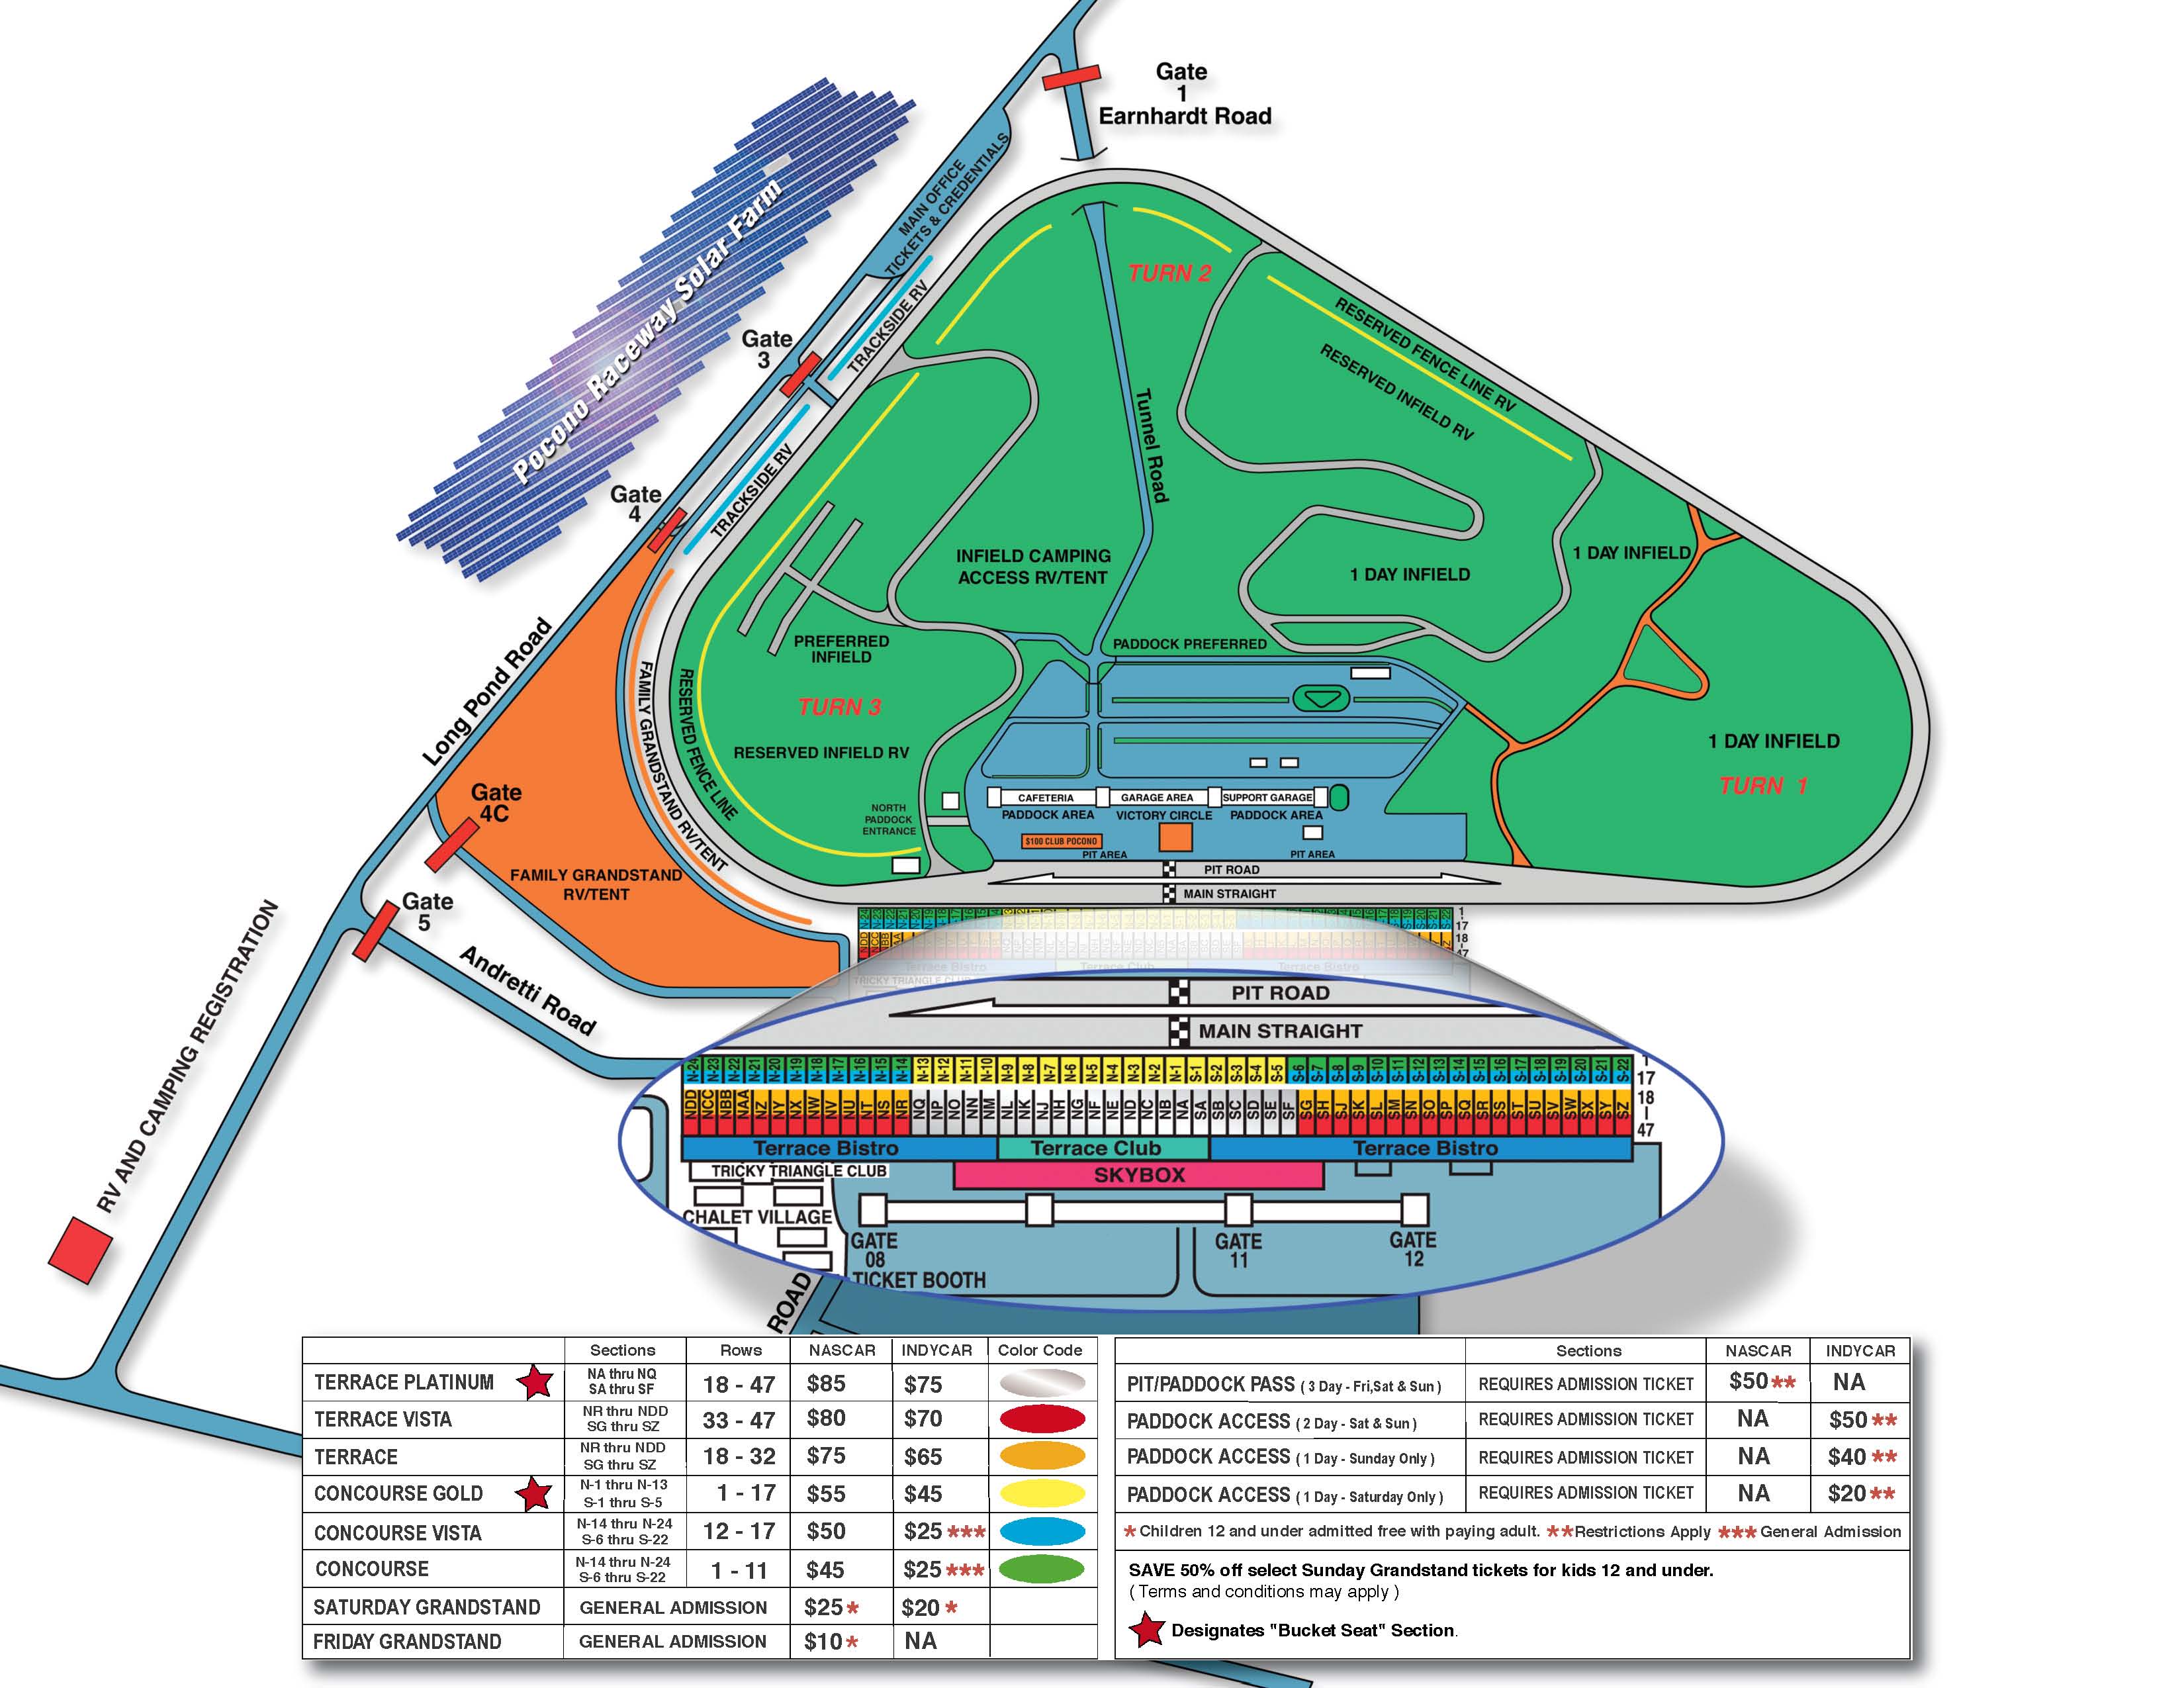 Gate
1
Earnhardt Road
Pocono Raceway Solar Farm
MAIN OFFICE
TICKETS & CREDENTIALS
TRACKSIDE RV
Gate
3
TURN 2
RESERVED FENCE LINE RV
RESERVED INFIELD RV
Tunnel Road
Gate
4
TRACKSIDE RV
INFIELD CAMPING
ACCESS RV/TENT
1 DAY INFIELD
1 DAY INFIELD
PREFERRED
INFIELD
PADDOCK PREFERRED
Long Pond Road
FAMILY GRANDSTAND RV/TENT
RESERVED FENCE LINE
TURN 3
RESERVED INFIELD RV
1 DAY INFIELD
TURN 1
Gate
4C
NORTH
PADDOCK
ENTRANCE
CAFETERIA
GARAGE AREA
SUPPORT GARAGE
PADDOCK AREA
VICTORY CIRCLE
PADDOCK AREA
$100 CLUB POCONO
PIT AREA
PIT AREA
PIT ROAD
MAIN STRAIGHT
FAMILY GRANDSTAND
RV/TENT
Gate
5
Andretti Road
RV AND CAMPING REGISTRATION
1
17
18
47
Terrace Bistro
Terrace Club
Terrace Bistro
TRICKY TRIANGLE CLUB
PIT ROAD
MAIN STRAIGHT
N-24 N-23 N-22 N-21 N-20 N-19 N-18 N-17 N-16 N-15 N-14 N-13 N-12 N-11 N-10 N-9 N-8 N-7 N-6 N-5 N-4 N-3 N-2 N-1 S-1 S-2 S-3 S-4 S-5 S-6 S-7 S-8 S-9 S-10 S-11 S-12 S-13 S-14 S-15 S-16 S-17 S-18 S-19 S-20 S-21 S-22
1
17
NDD NCC NBB NAA NZ NY NX NW NV NU NT NS NR NQ NP NO NN NM NL NK NJ NH NG NF NE ND NC NB NA SA SB SC SD SE SF SG SH SJ SK SL SM SN SO SP SQ SR SS ST SU SV SW SX SY SZ
18
47
Terrace Bistro
Terrace Club
Terrace Bistro
TRICKY TRIANGLE CLUB
SKYBOX
CHALET VILLAGE
GATE
08
TICKET BOOTH
GATE
11
GATE
12
ROAD
Sections Rows NASCAR INDYCAR Color Code
TERRACE PLATINUM NA thru NQ SA thru SF 18 - 47 $85 $75
TERRACE VISTA NR thru NDD SG thru SZ 33 - 47 $80 $70
TERRACE NR thru NDD SG thru SZ 18 - 32 $75 $65
CONCOURSE GOLD N-1 thru N-13 S-1 thru S-5 1 - 17 $55 $45
CONCOURSE VISTA N-14 thru N-24 S-6 thru S-22 12 - 17 $50 $25 ***
CONCOURSE N-14 thru N-24 S-6 thru S-22 1 - 11 $45 $25 ***
SATURDAY GRANDSTAND GENERAL ADMISSION $25 * $20 *
FRIDAY GRANDSTAND GENERAL ADMISSION $10 * NA
Sections NASCAR INDYCAR
PIT/PADDOCK PASS ( 3 Day - Fri,Sat & Sun ) REQUIRES ADMISSION TICKET $50** NA
PADDOCK ACCESS ( 2 Day - Sat & Sun ) REQUIRES ADMISSION TICKET NA $50 **
PADDOCK ACCESS ( 1 Day - Sunday Only ) REQUIRES ADMISSION TICKET NA $40 **
PADDOCK ACCESS ( 1 Day - Saturday Only ) REQUIRES ADMISSION TICKET NA $20**
* Children 12 and under admitted free with paying adult. **Restrictions Apply *** General Admission
SAVE 50% off select Sunday Grandstand tickets for kids 12 and under.
( Terms and conditions may apply )
Designates "Bucket Seat" Section.